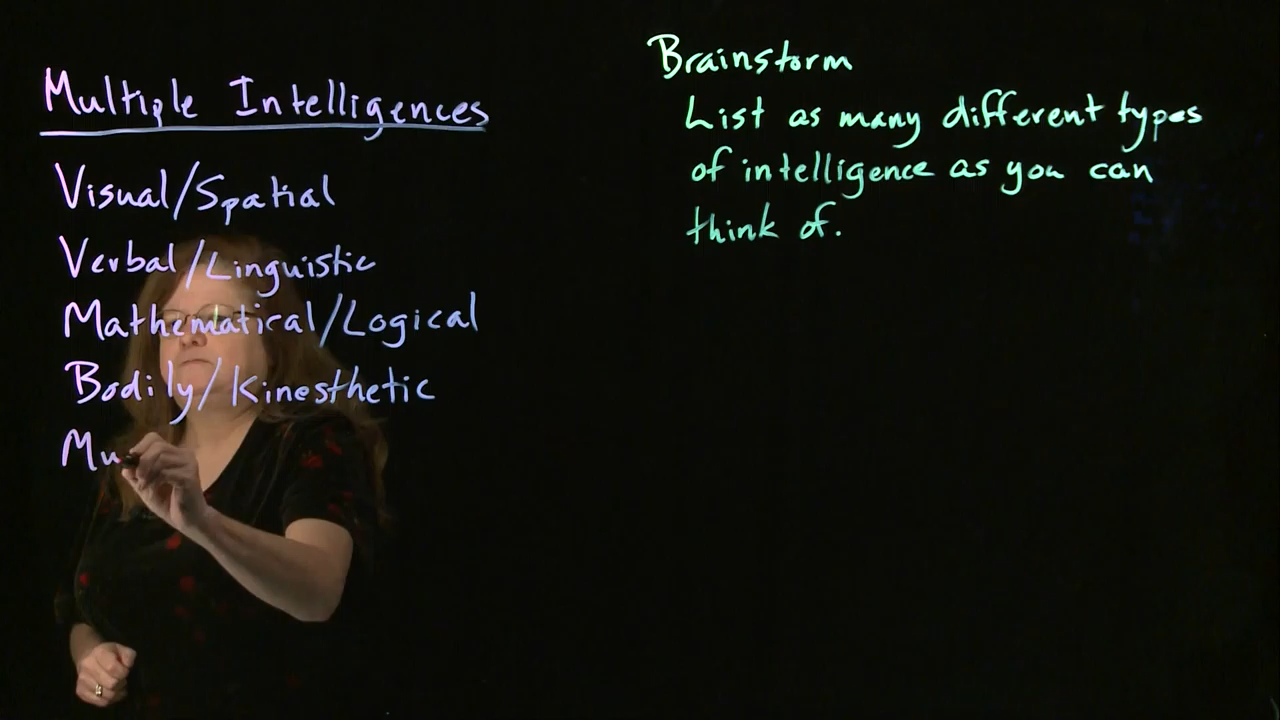 Multiple Intelligences
Visual/Spatial
Verbal/Linguistic
Mathematical/Logical
Bodily/Kinesthetic
Mu
Brainstorm
List as many different types
of intelligence as you can
think of.